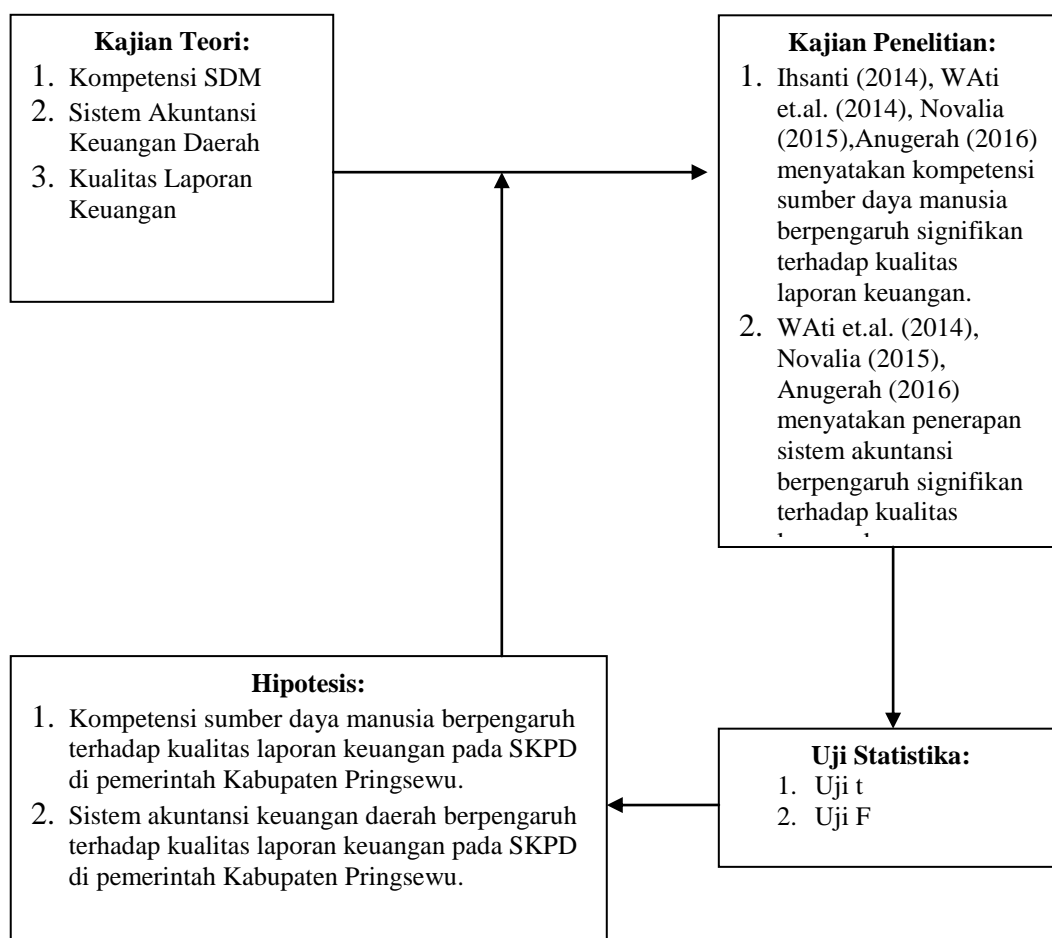 Kajian Teori:
1. Kompetensi SDM
2. Sistem Akuntansi
Keuangan Daerah
3. Kualitas Laporan
Keuangan
Kajian Penelitian:
1. Ihsanti (2014), WAti
et.al. (2014), Novalia
(2015),Anugerah (2016)
menyatakan kompetensi
sumber daya manusia
berpengaruh signifikan
terhadap kualitas
laporan keuangan.
2. WAti et.al. (2014),
Novalia (2015),
Anugerah (2016)
menyatakan penerapan
sistem akuntansi
berpengaruh signifikan
terhadap kualitas
Hipotesis:
1. Kompetensi sumber daya manusia berpengaruh
terhadap kualitas laporan keuangan pada SKPD
di pemerintah Kabupaten Pringsewu.
2. Sistem akuntansi keuangan daerah berpengaruh
terhadap kualitas laporan keuangan pada SKPD
di pemerintah Kabupaten Pringsewu.
Uji Statistika:
1. Uji t
2. Uji F